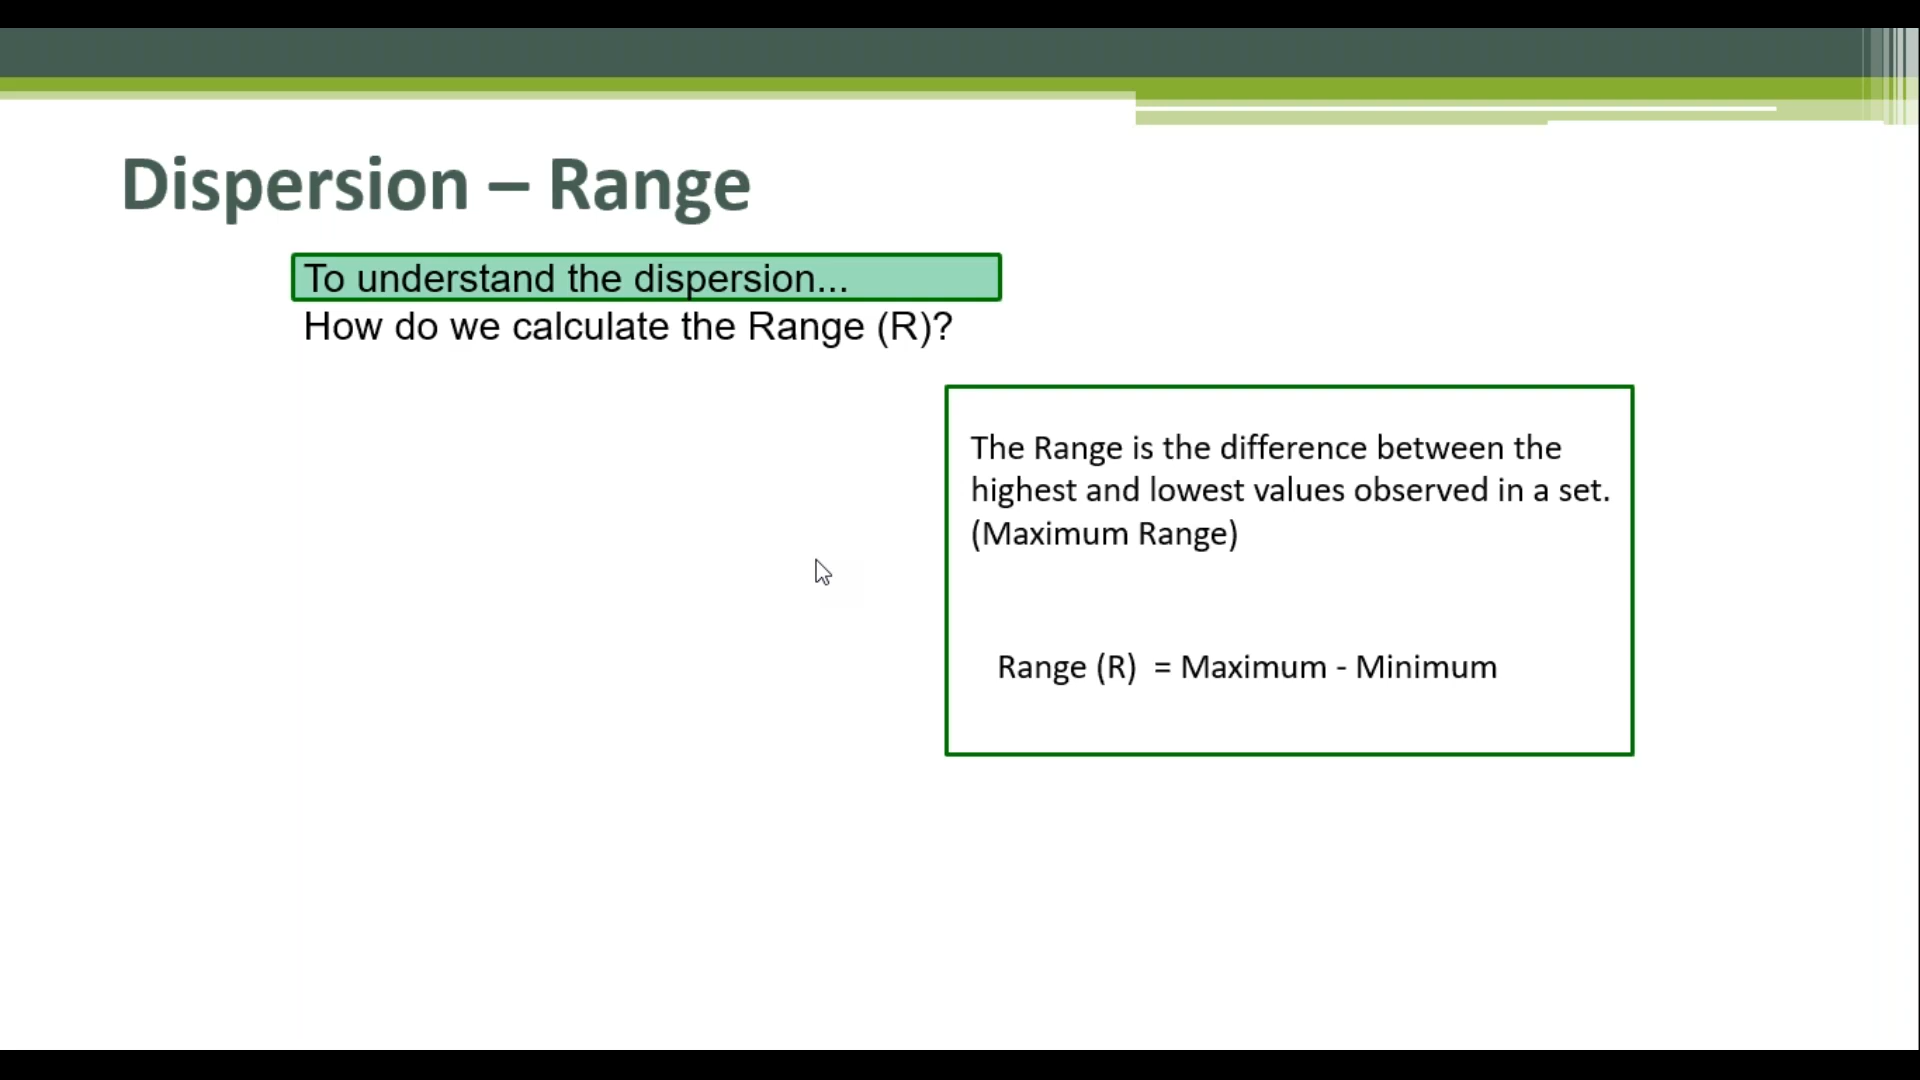 Dispersion – Range
To understand the dispersion...
How do we calculate the Range (R)?
The Range is the difference between the
highest and lowest values observed in a set.
(Maximum Range)
Range (R)  = Maximum - Minimum